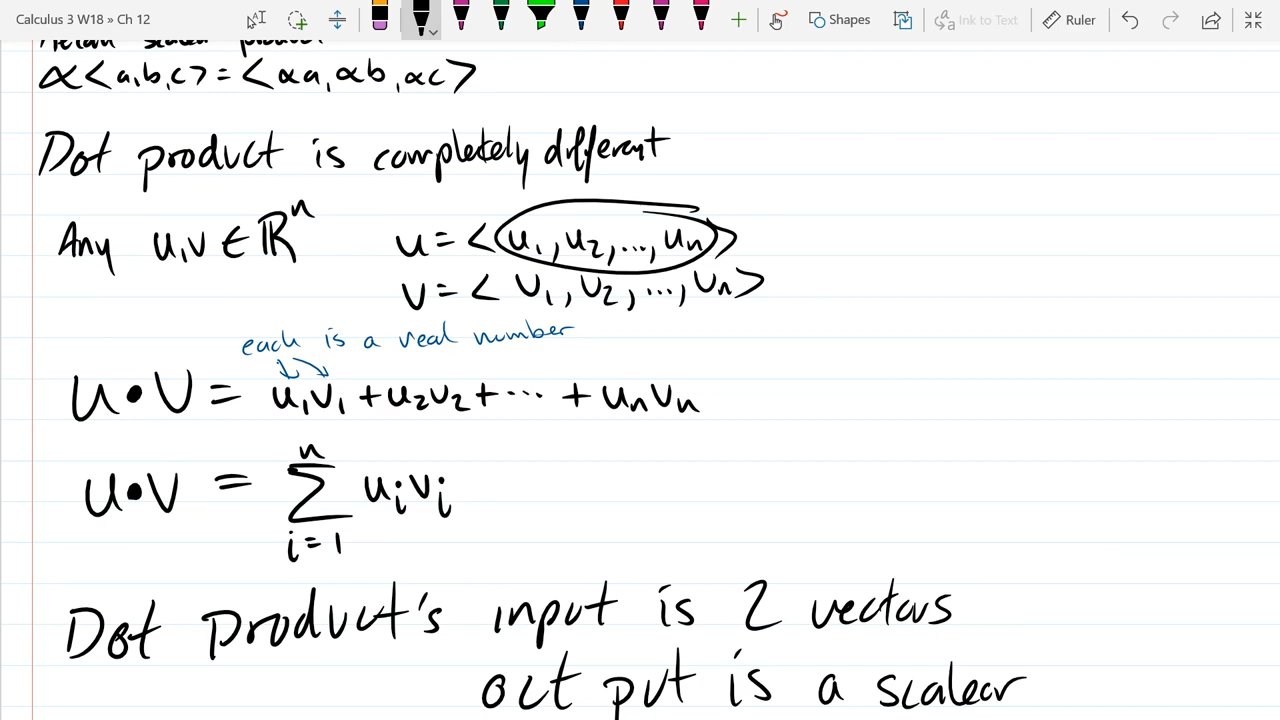 Calculus 3 W18 » Ch 12
Shapes
Ink to Text
Ruler
product
α<a,b,c> = <αa, αb, αc>
Dot product is completely different
Any u,v ∈ ℝⁿ u = <u₁, u₂, ..., uₙ>
v = <v₁, v₂, ..., vₙ>
each is a real number
u•v = u₁v₁ + u₂v₂ + ⋯ + uₙvₙ
n
u•v = Σ uᵢvᵢ
i=1
Dot product's input is 2 vectors
output is a scalear